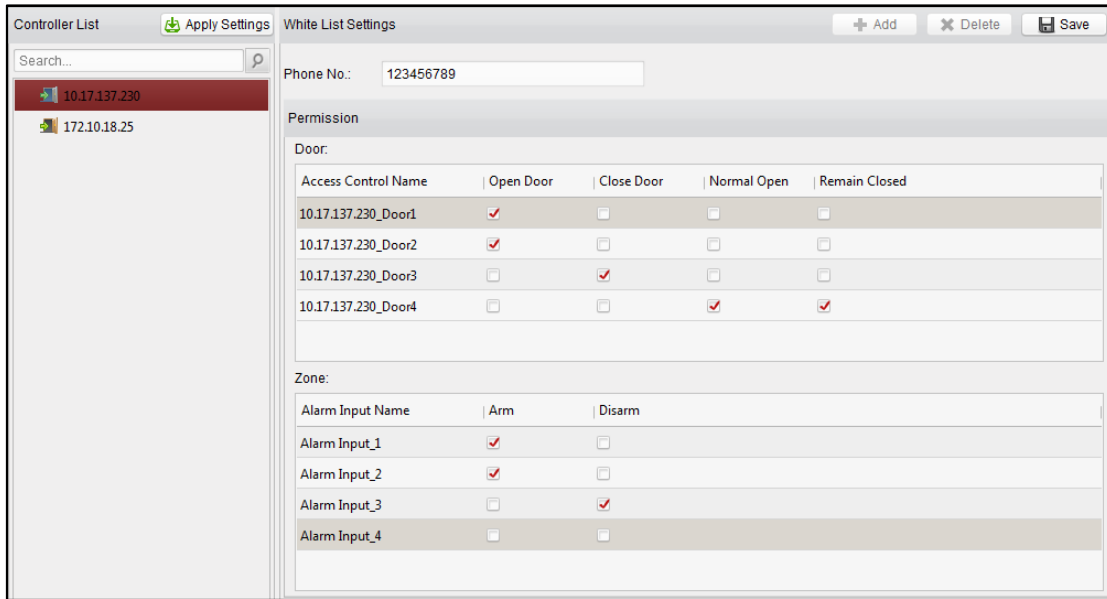 Controller List Apply Settings White List Settings Add Delete Save
Search...
Phone No.: 123456789
10.17.137.230
Permission
172.10.18.25
Door:
Access Control Name Open Door Close Door Normal Open Remain Closed
10.17.137.230_Door1
10.17.137.230_Door2
10.17.137.230_Door3
10.17.137.230_Door4
Zone:
Alarm Input Name Arm Disarm
Alarm Input_1
Alarm Input_2
Alarm Input_3
Alarm Input_4